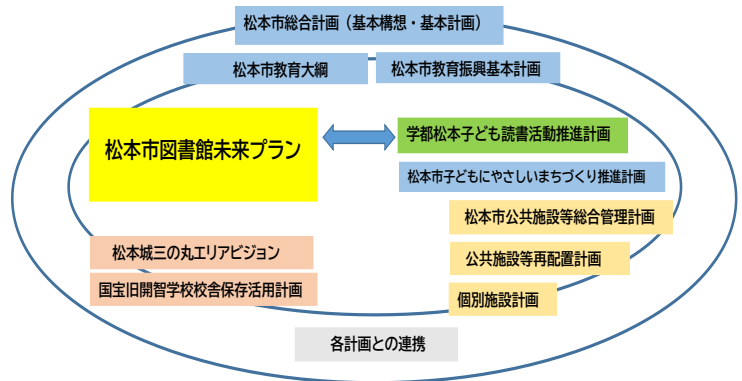 松本市総合計画（基本構想・基本計画）
松本市教育大綱
松本市教育振興基本計画
松本市図書館未来プラン
学都松本子ども読書活動推進計画
松本市子どもにやさしいまちづくり推進計画
松本市公共施設等総合管理計画
松本城三の丸エリアビジョン
公共施設等再配置計画
国宝旧開智学校校舎保存活用計画
個別施設計画
各計画との連携